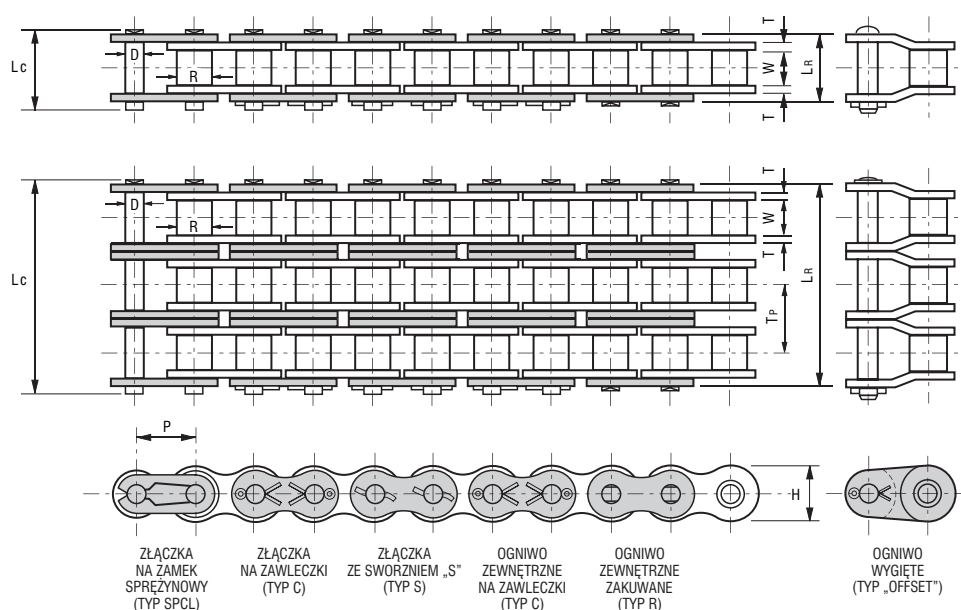 T
D
Lc
R
W
LR
T
T
D
R
W
Lc
T
LR
TP
P
H
ZŁĄCZKA
NA ZAMEK
SPRĘŻYNOWY
(TYP SPCL)
ZŁĄCZKA
NA ZAWLECZKI
(TYP C)
ZŁĄCZKA
ZE SWORZNIEM „S”
(TYP S)
OGNIWO
ZEWNĘTRZNE
NA ZAWLECZKI
(TYP C)
OGNIWO
ZEWNĘTRZNE
ZAKUWANE
(TYP R)
OGNIWO
WYGIĘTE
(TYP „OFFSET”)